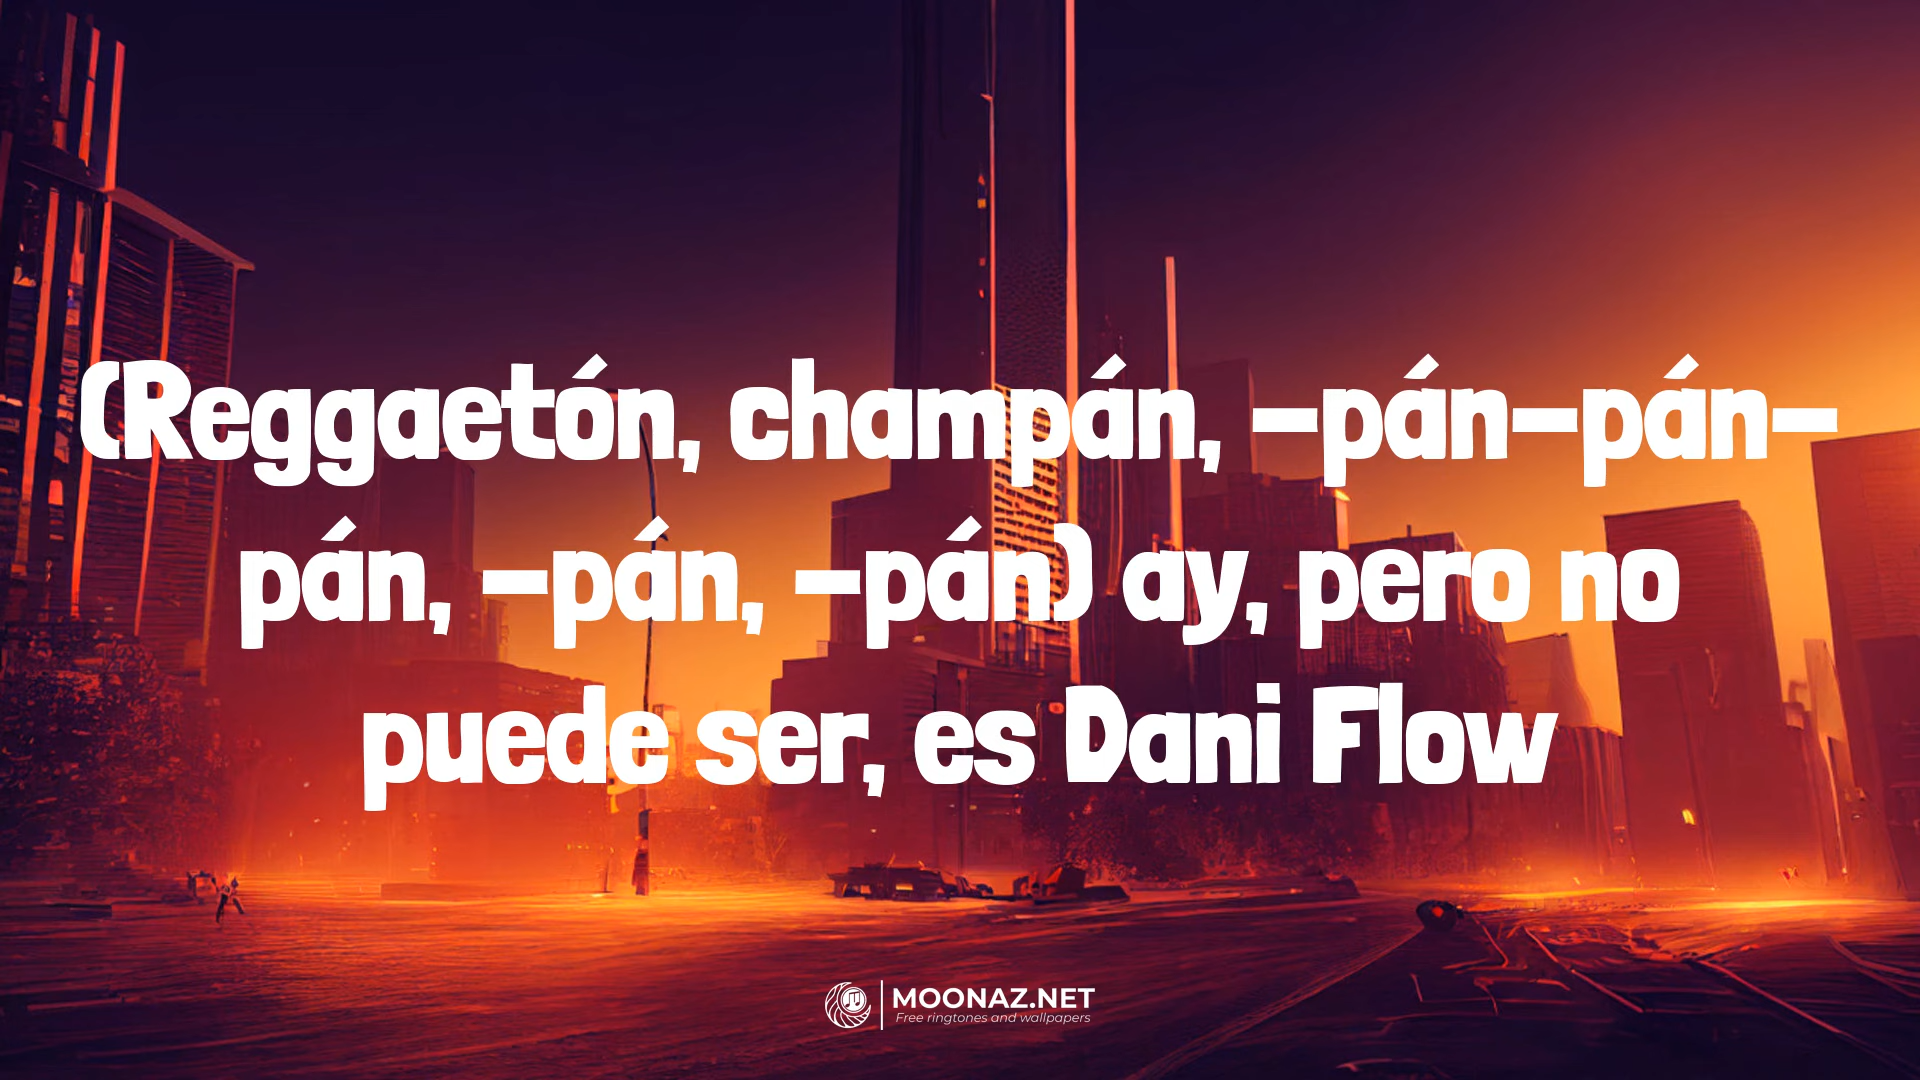 (Reggaetón, champán, -pán-pán-
pán, -pán, -pán) ay, pero no
puede ser, es Dani Flow
MOONAZ.NET
Free ringtones and wallpapers